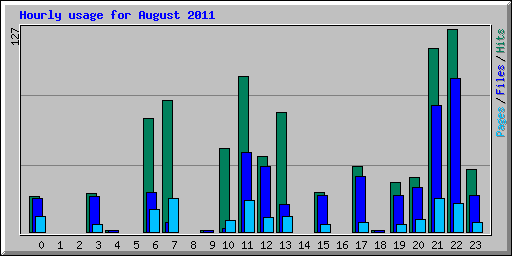 Hourly usage for August 2011
127
Pages / Files / Hits
0 1 2 3 4 5 6 7 8 9 10 11 12 13 14 15 16 17 18 19 20 21 22 23